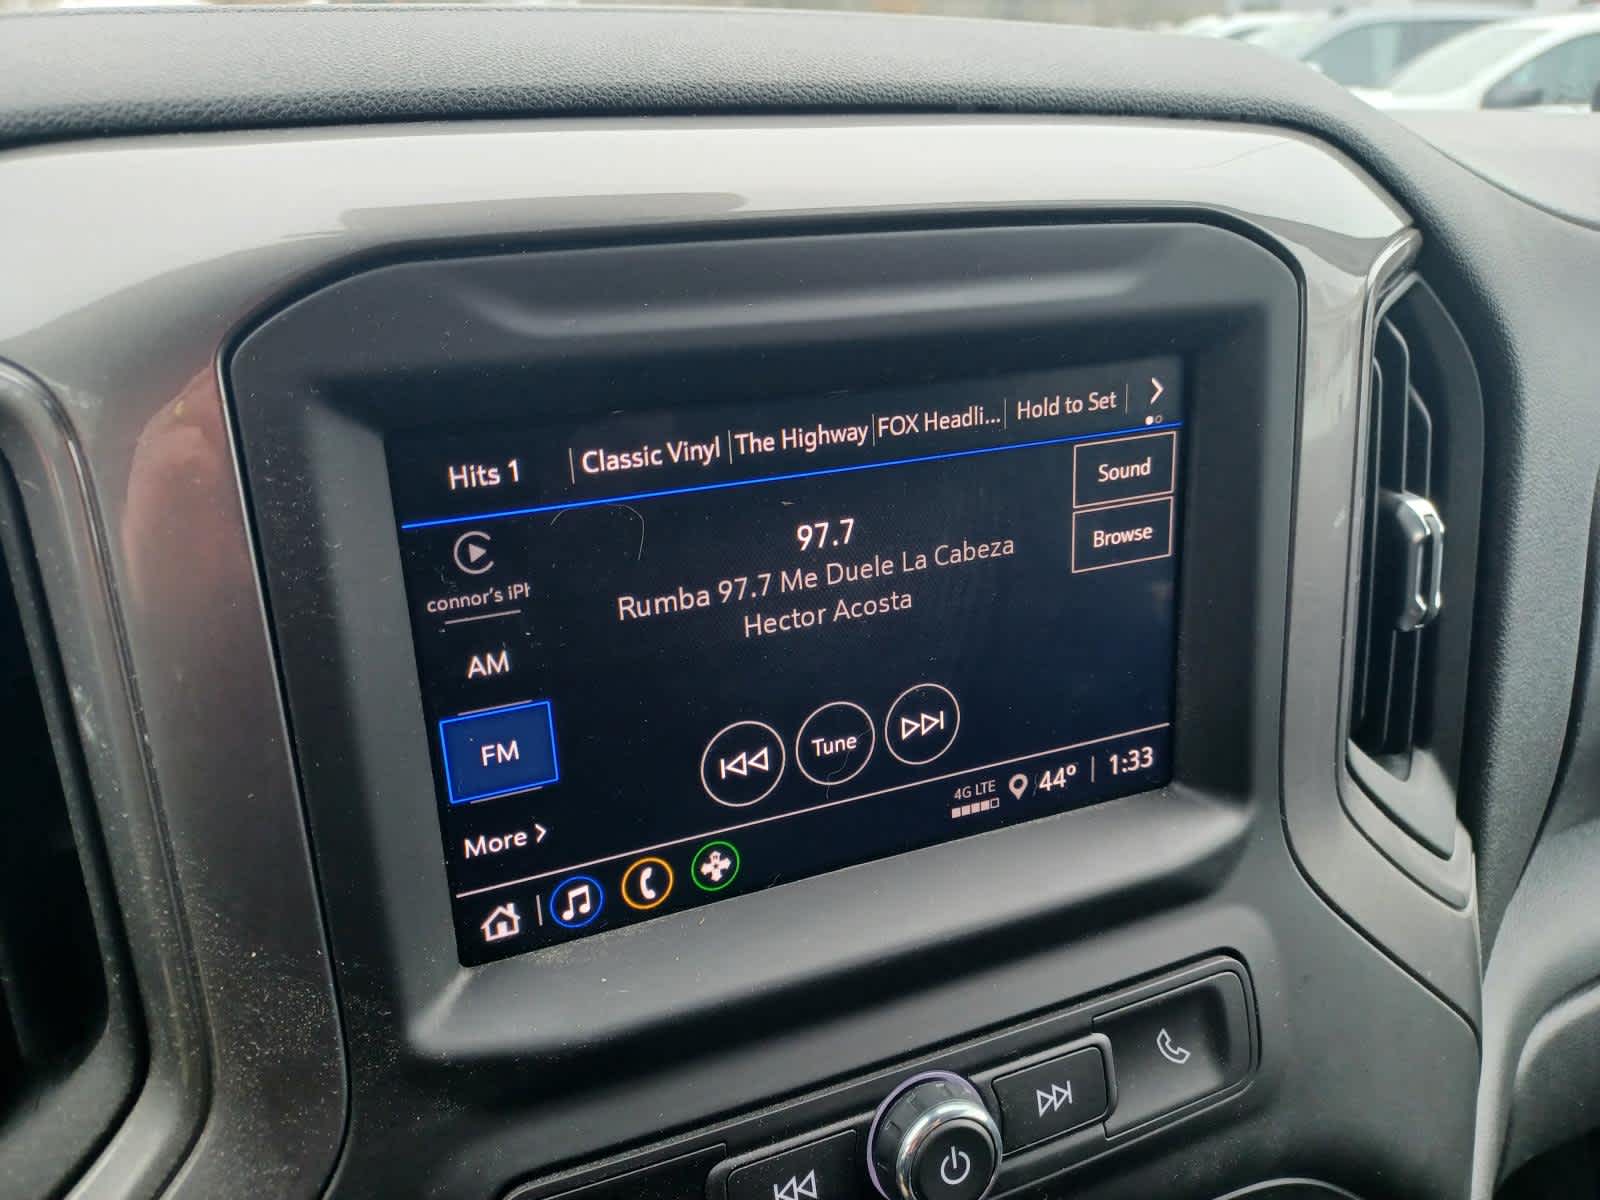 Hits 1 Classic Vinyl The Highway FOX Headli... Hold to Set
Sound
97.7
Browse
connor's iPh
Rumba 97.7 Me Duele La Cabeza
Hector Acosta
AM
FM
Tune
4G LTE 44° 1:33
More